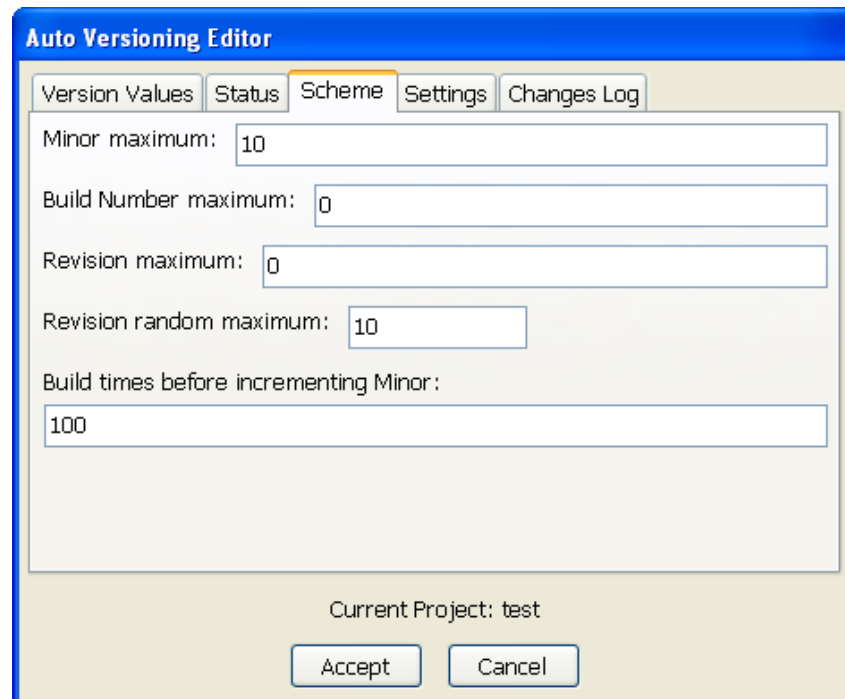 Auto Versioning Editor
Version Values Status Scheme Settings Changes Log
Minor maximum: 10
Build Number maximum: 0
Revision maximum: 0
Revision random maximum: 10
Build times before incrementing Minor:
100
Current Project: test
Accept Cancel